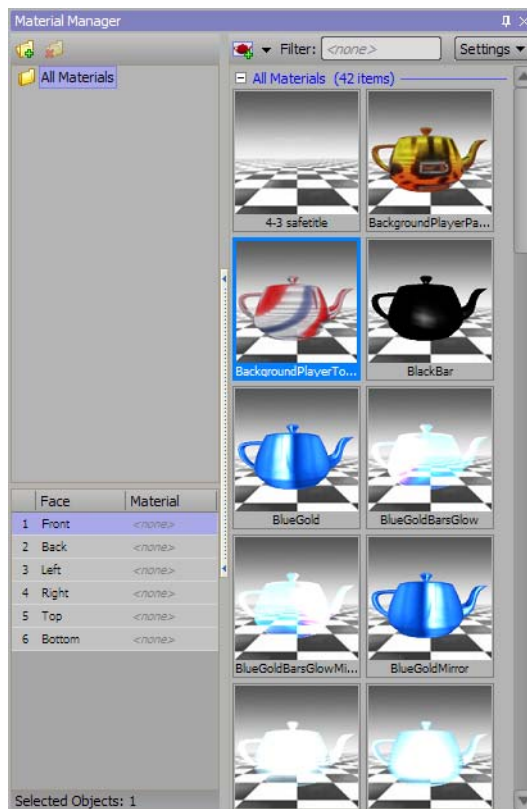 Material Manager
Filter: <none> Settings
All Materials
All Materials (42 items)
4-3 safetitle
BackgroundPlayerPa...
BackgroundPlayerTo...
BlackBar
BlueGold
BlueGoldBarsGlow
BlueGoldBarsGlowMi...
BlueGoldMirror
Face Material
1 Front <none>
2 Back <none>
3 Left <none>
4 Right <none>
5 Top <none>
6 Bottom <none>
Selected Objects: 1